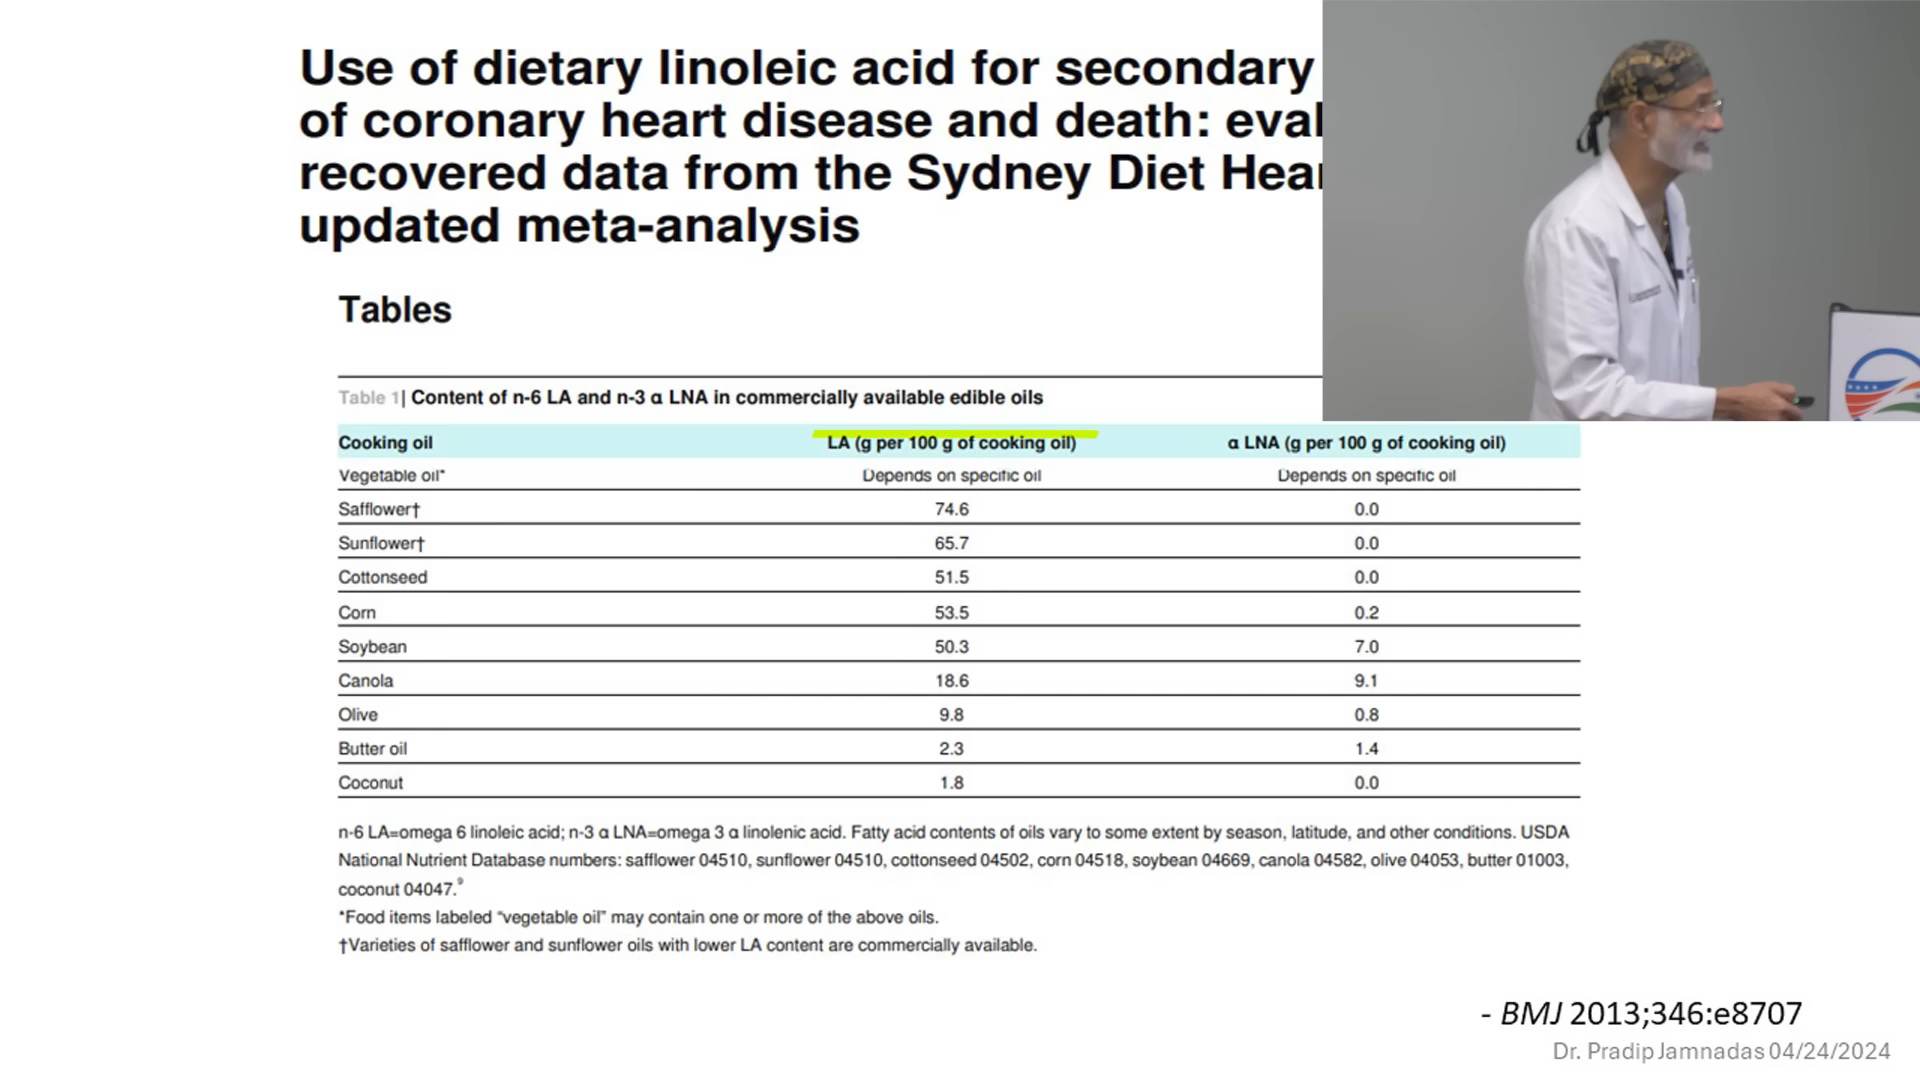 Use of dietary linoleic acid for secondary
of coronary heart disease and death: eval
recovered data from the Sydney Diet Hear
updated meta-analysis
Tables
Table 1| Content of n-6 LA and n-3 α LNA in commercially available edible oils
Cooking oil LA (g per 100 g of cooking oil) α LNA (g per 100 g of cooking oil)
Vegetable oil* Depends on specific oil Depends on specific oil
Safflower† 74.6 0.0
Sunflower† 65.7 0.0
Cottonseed 51.5 0.0
Corn 53.5 0.2
Soybean 50.3 7.0
Canola 18.6 9.1
Olive 9.8 0.8
Butter oil 2.3 1.4
Coconut 1.8 0.0
n-6 LA=omega 6 linoleic acid; n-3 α LNA=omega 3 α linolenic acid. Fatty acid contents of oils vary to some extent by season, latitude, and other conditions. USDA
National Nutrient Database numbers: safflower 04510, sunflower 04510, cottonseed 04502, corn 04518, soybean 04669, canola 04582, olive 04053, butter 01003,
coconut 04047.⁹
*Food items labeled “vegetable oil” may contain one or more of the above oils.
†Varieties of safflower and sunflower oils with lower LA content are commercially available.
- BMJ 2013;346:e8707
Dr. Pradip Jamnadas 04/24/2024